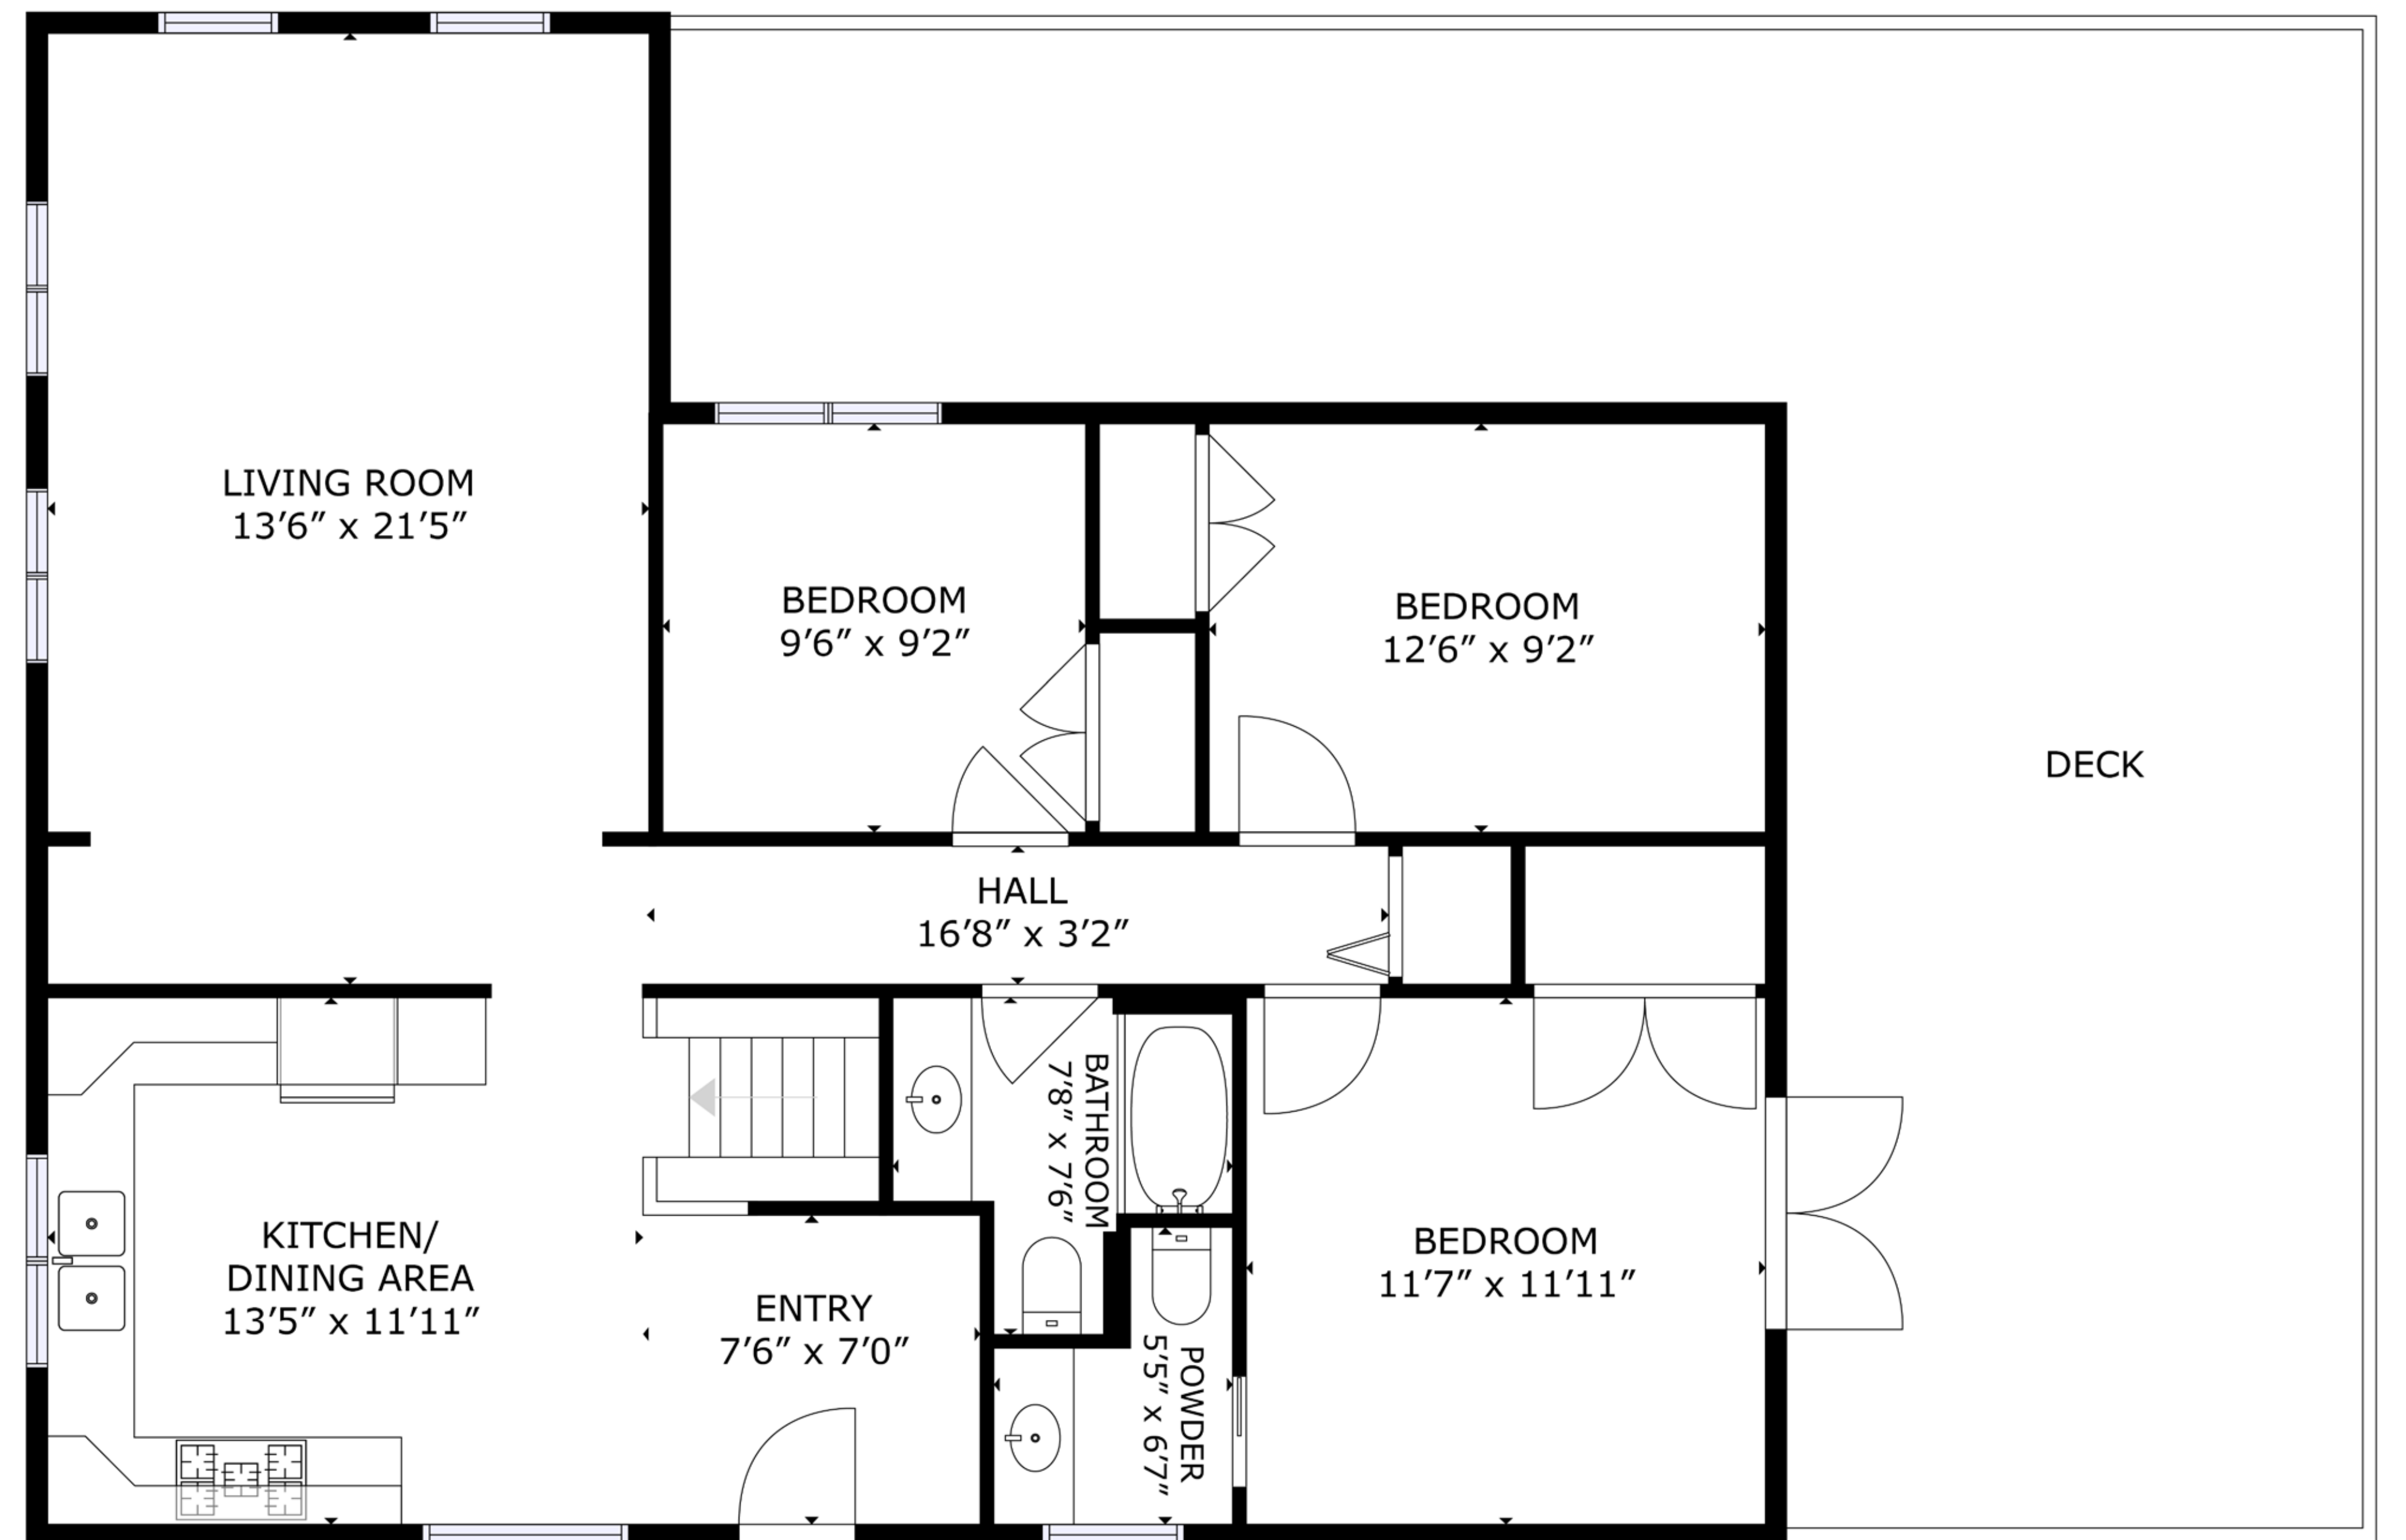 LIVING ROOM
13'6" x 21'5"
BEDROOM
9'6" x 9'2"
BEDROOM
12'6" x 9'2"
DECK
HALL
16'8" x 3'2"
BATHROOM
7'8" x 7'6"
KITCHEN/
DINING AREA
13'5" x 11'11"
ENTRY
7'6" x 7'0"
POWDER
5'5" x 6'7"
BEDROOM
11'7" x 11'11"